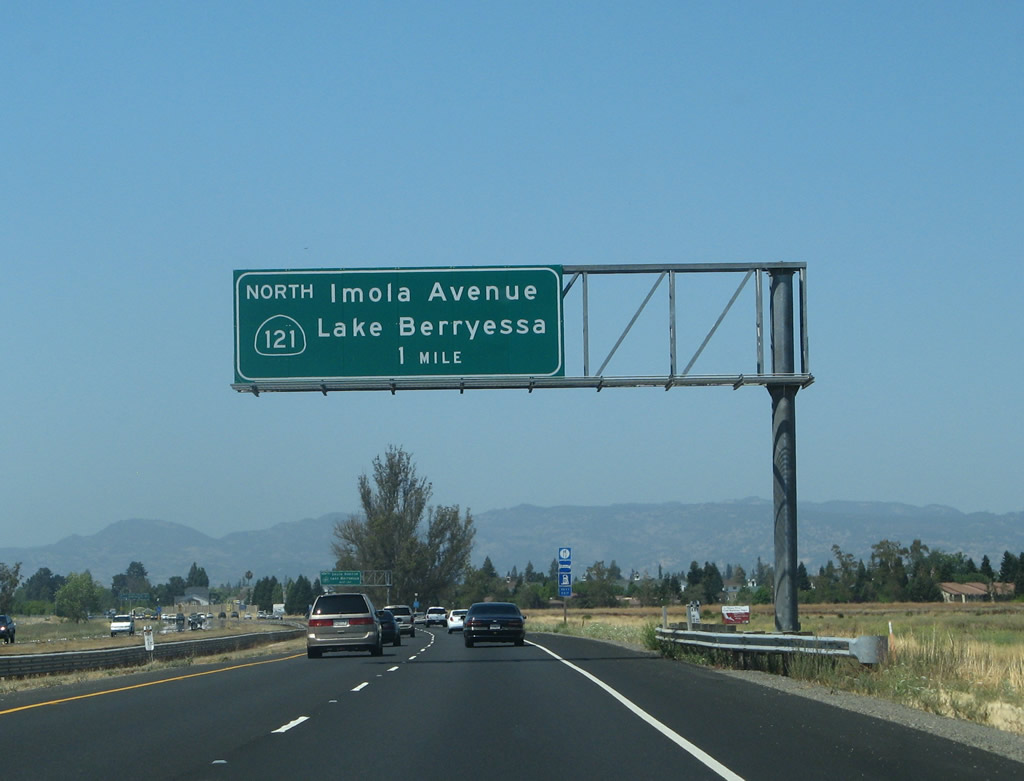 NORTH Imola Avenue
121 Lake Berryessa
1 MILE